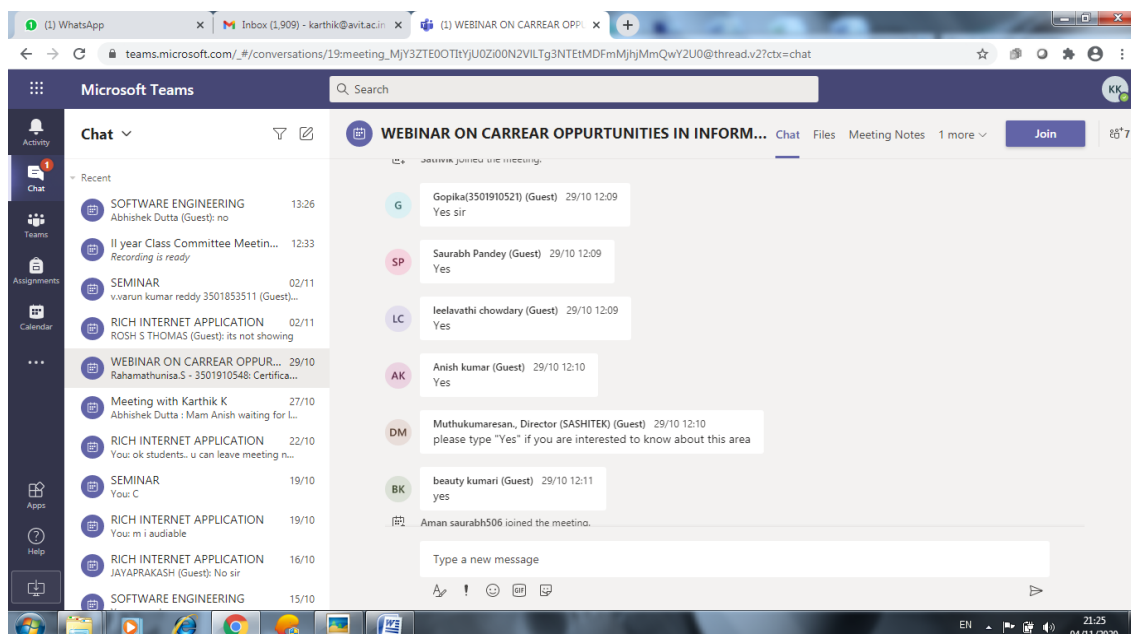 (1) WhatsApp
Inbox (1,909) - karthik@avit.ac.in
(1) WEBINAR ON CARREAR OPPU
teams.microsoft.com/_#/conversations/19:meeting_MjY3ZTE0OTItYjU0Zi00N2VlLTg3NTEtMDFmMjhjMmQwY2U0@thread.v2?ctx=chat
Microsoft Teams
Search
KK
Activity
Chat
1
Teams
Assignments
Calendar
Apps
Help
Chat
Recent
SOFTWARE ENGINEERING 13:26
Abhishek Dutta (Guest): no
II year Class Committee Meetin... 12:33
Recording is ready
SEMINAR 02/11
v.varun kumar reddy 3501853511 (Guest)...
RICH INTERNET APPLICATION 02/11
ROSH S THOMAS (Guest): its not showing
WEBINAR ON CARREAR OPPUR... 29/10
Rahamathunisa.S - 3501910548: Certifica...
Meeting with Karthik K 27/10
Abhishek Dutta : Mam Anish waiting for l...
RICH INTERNET APPLICATION 22/10
You: ok students.. u can leave meeting n...
SEMINAR 19/10
You: C
RICH INTERNET APPLICATION 19/10
You: m i audiable
RICH INTERNET APPLICATION 16/10
JAYAPRAKASH (Guest): No sir
SOFTWARE ENGINEERING 15/10
WEBINAR ON CARREAR OPPURTUNITIES IN INFORM... Chat Files Meeting Notes 1 more Join 7
Sathvik joined the meeting.
G
Gopika(3501910521) (Guest) 29/10 12:09
Yes sir
SP
Saurabh Pandey (Guest) 29/10 12:09
Yes
LC
leelavathi chowdary (Guest) 29/10 12:09
Yes
AK
Anish kumar (Guest) 29/10 12:10
Yes
DM
Muthukumaresan., Director (SASHITEK) (Guest) 29/10 12:10
please type "Yes" if you are interested to know about this area
BK
beauty kumari (Guest) 29/10 12:11
yes
Aman saurabh506 joined the meeting.
Type a new message
GIF
EN
21:25
04/11/2020